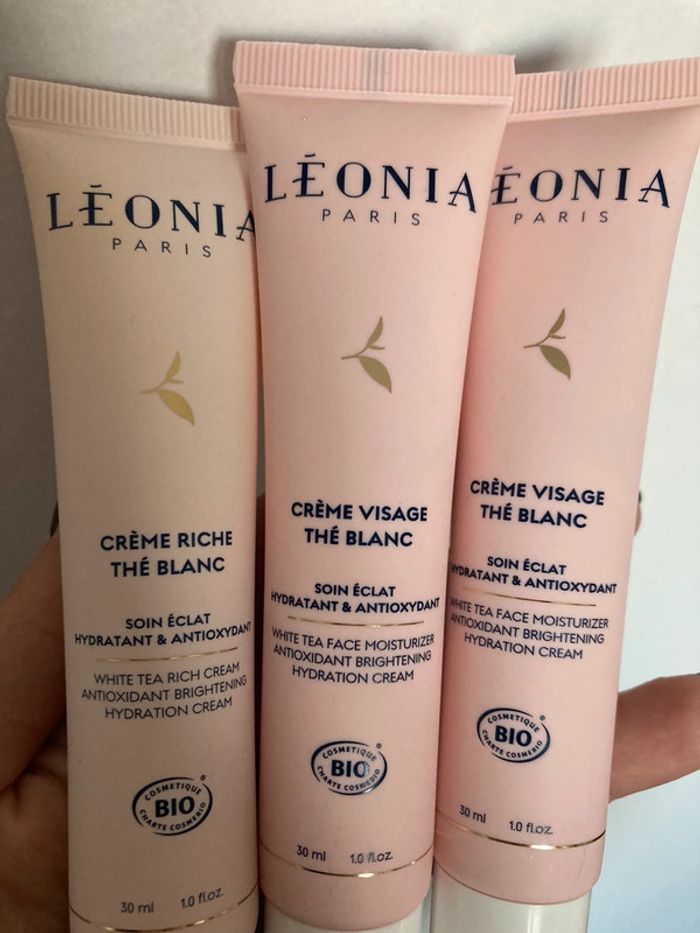 LÉONIA
PARIS
CRÈME RICHE
THÉ BLANC
SOIN ÉCLAT
HYDRATANT & ANTIOXYDANT
WHITE TEA RICH CREAM
ANTIOXIDANT BRIGHTENING
HYDRATION CREAM
COSMETIQUE
BIO
CHARTE COSMEBIO
30 ml 1.0 fl.oz.
LÉONIA
PARIS
CRÈME VISAGE
THÉ BLANC
SOIN ÉCLAT
HYDRATANT & ANTIOXYDANT
WHITE TEA FACE MOISTURIZER
ANTIOXIDANT BRIGHTENING
HYDRATION CREAM
COSMETIQUE
BIO
CHARTE COSMEBIO
30 ml 1.0 fl.oz.
ÉONIA
PARIS
CRÈME VISAGE
THÉ BLANC
SOIN ÉCLAT
HYDRATANT & ANTIOXYDANT
WHITE TEA FACE MOISTURIZER
ANTIOXIDANT BRIGHTENING
HYDRATION CREAM
COSMETIQUE
BIO
CHARTE COSMEBIO
30 ml 1.0 fl.oz.